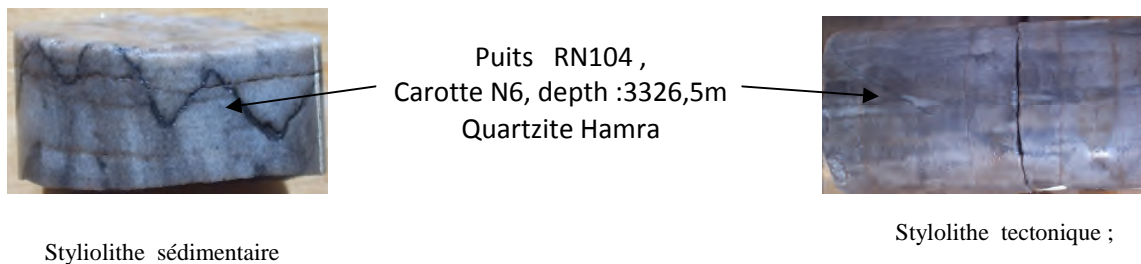 Puits RN104 ,
Carotte N6, depth :3326,5m
Quartzite Hamra
Styliolithe sédimentaire
Stylolithe tectonique ;